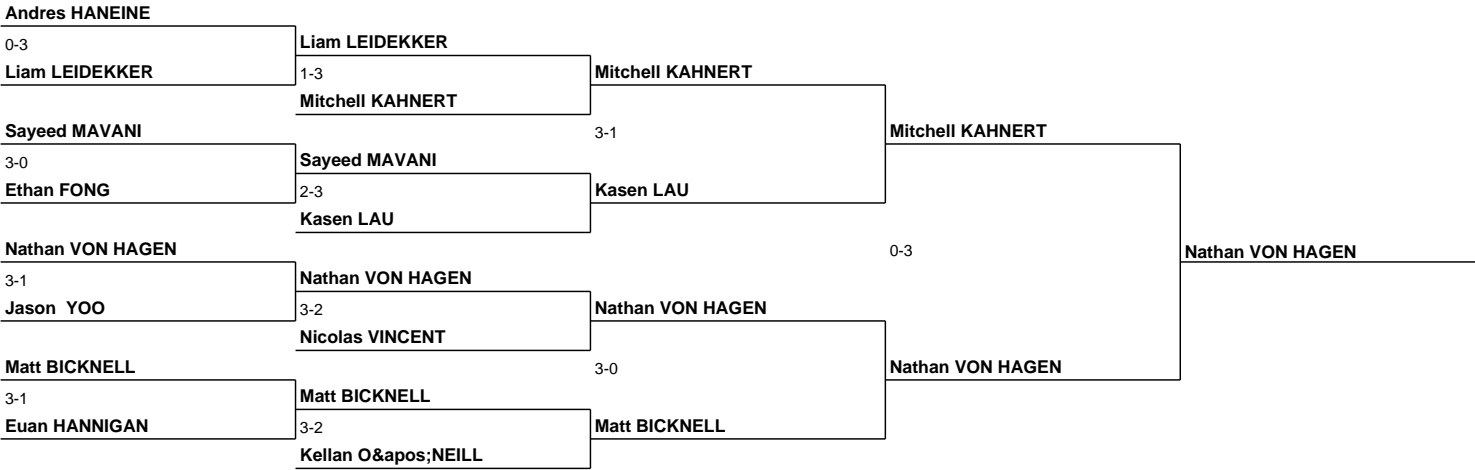 Andres HANEINE
0-3
Liam LEIDEKKER
Liam LEIDEKKER
1-3
Mitchell KAHNERT
Mitchell KAHNERT
Sayeed MAVANI
3-1
Mitchell KAHNERT
3-0
Sayeed MAVANI
Ethan FONG
2-3
Kasen LAU
Kasen LAU
Nathan VON HAGEN
0-3
Nathan VON HAGEN
3-1
Nathan VON HAGEN
Jason  YOO
3-2
Nathan VON HAGEN
Nicolas VINCENT
Matt BICKNELL
3-0
Nathan VON HAGEN
3-1
Matt BICKNELL
Euan HANNIGAN
3-2
Matt BICKNELL
Kellan O&apos;NEILL